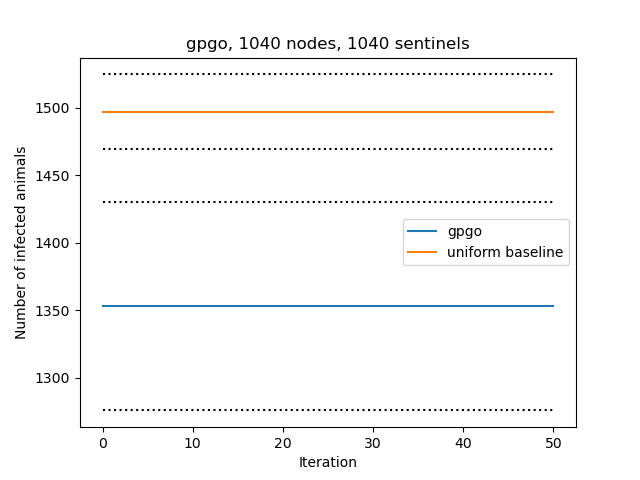 gpgo, 1040 nodes, 1040 sentinels
Number of infected animals
1500
1450
1400
1350
1300
gpgo
uniform baseline
0 10 20 30 40 50
Iteration